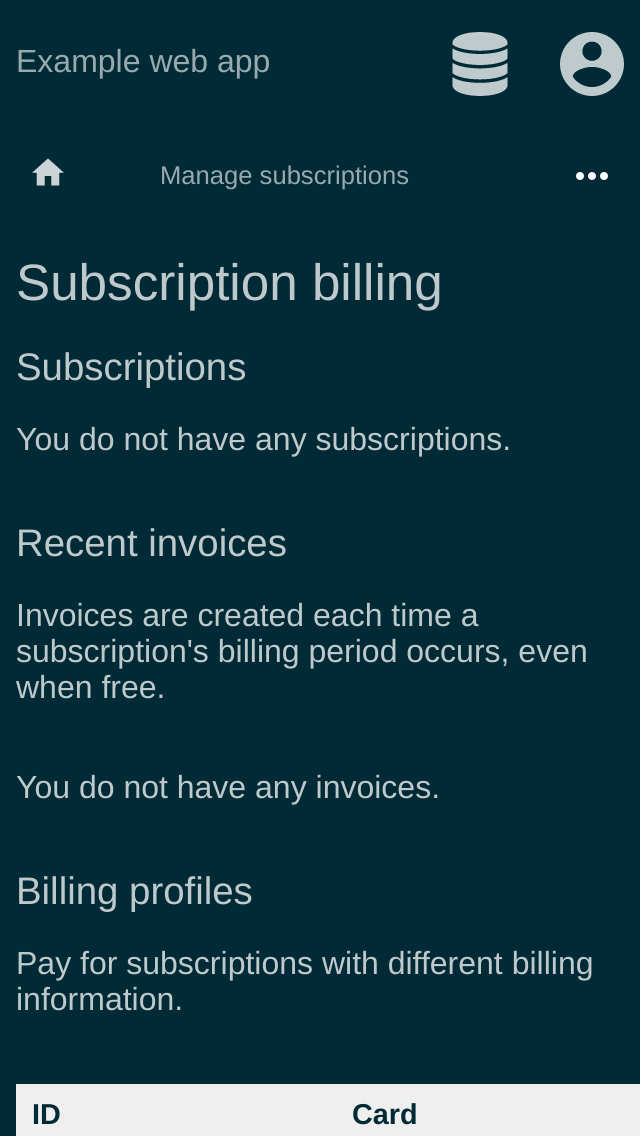 Example web app
Manage subscriptions
Subscription billing
Subscriptions
You do not have any subscriptions.
Recent invoices
Invoices are created each time a
subscription's billing period occurs, even
when free.
You do not have any invoices.
Billing profiles
Pay for subscriptions with different billing
information.
ID Card